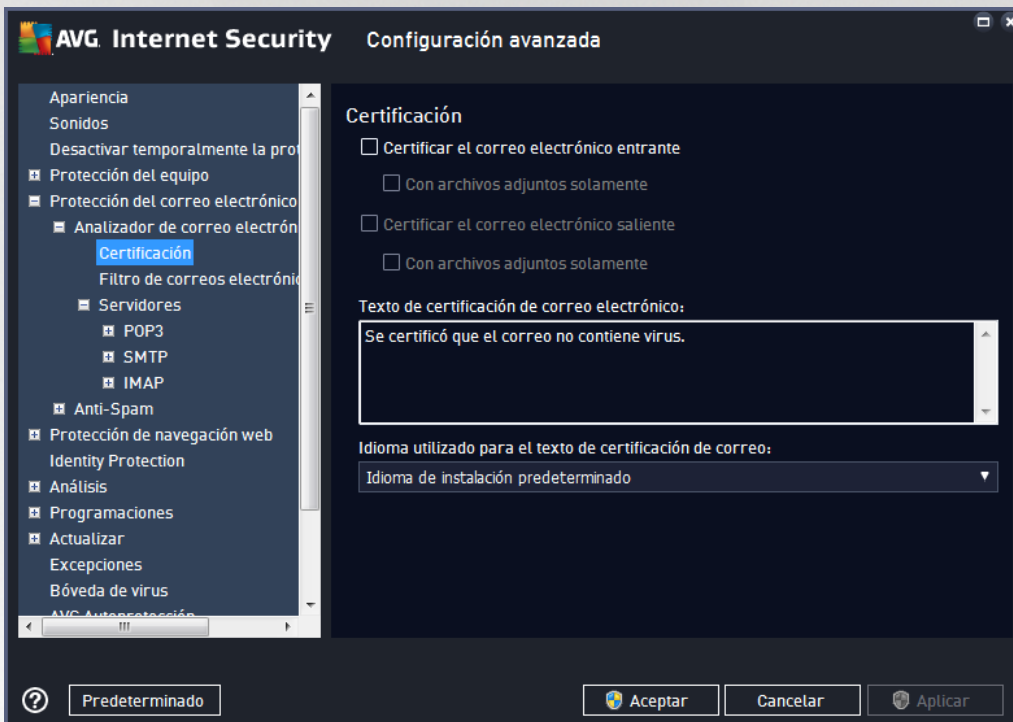 AVG Internet Security Configuración avanzada
Apariencia
Sonidos
Desactivar temporalmente la prot
Protección del equipo
Protección del correo electrónico
Analizador de correo electrón
Certificación
Filtro de correos electrónic
Servidores
POP3
SMTP
IMAP
Anti-Spam
Protección de navegación web
Identity Protection
Análisis
Programaciones
Actualizar
Excepciones
Bóveda de virus
AVG Autoprotección
Certificación
Certificar el correo electrónico entrante
Con archivos adjuntos solamente
Certificar el correo electrónico saliente
Con archivos adjuntos solamente
Texto de certificación de correo electrónico:
Se certificó que el correo no contiene virus.
Idioma utilizado para el texto de certificación de correo:
Idioma de instalación predeterminado
Predeterminado
Aceptar
Cancelar
Aplicar